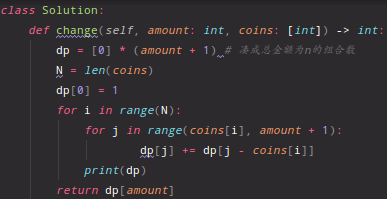 class Solution:
    def change(self, amount: int, coins: [int]) -> int:
        dp = [0] * (amount + 1) # 凑成总金额为n的组合数
        N = len(coins)
        dp[0] = 1
        for i in range(N):
            for j in range(coins[i], amount + 1):
                dp[j] += dp[j - coins[i]]
            print(dp)
        return dp[amount]